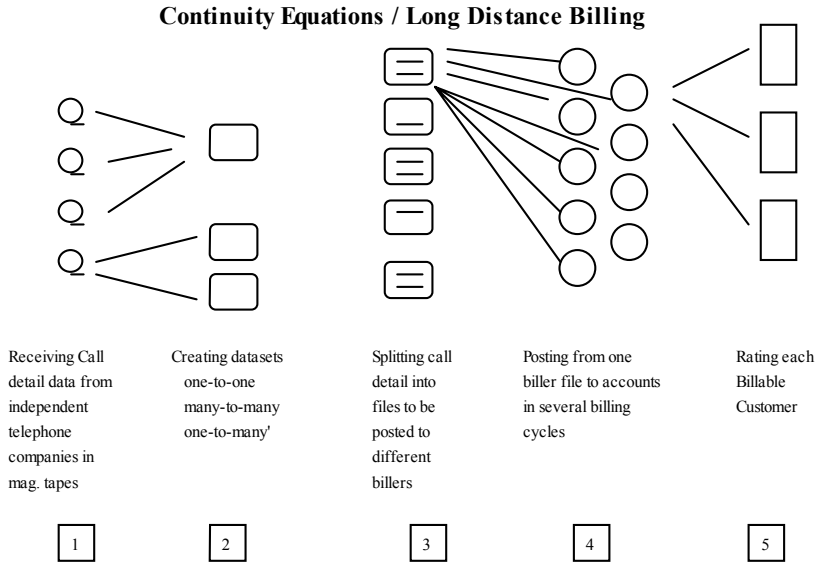 Continuity Equations / Long Distance Billing
Receiving Call
detail data from
independent
telephone
companies in
mag. tapes
Creating datasets
one-to-one
many-to-many
one-to-many'
Splitting call
detail into
files to be
posted to
different
billers
Posting from one
biller file to accounts
in several billing
cycles
Rating each
Billable
Customer
1
2
3
4
5